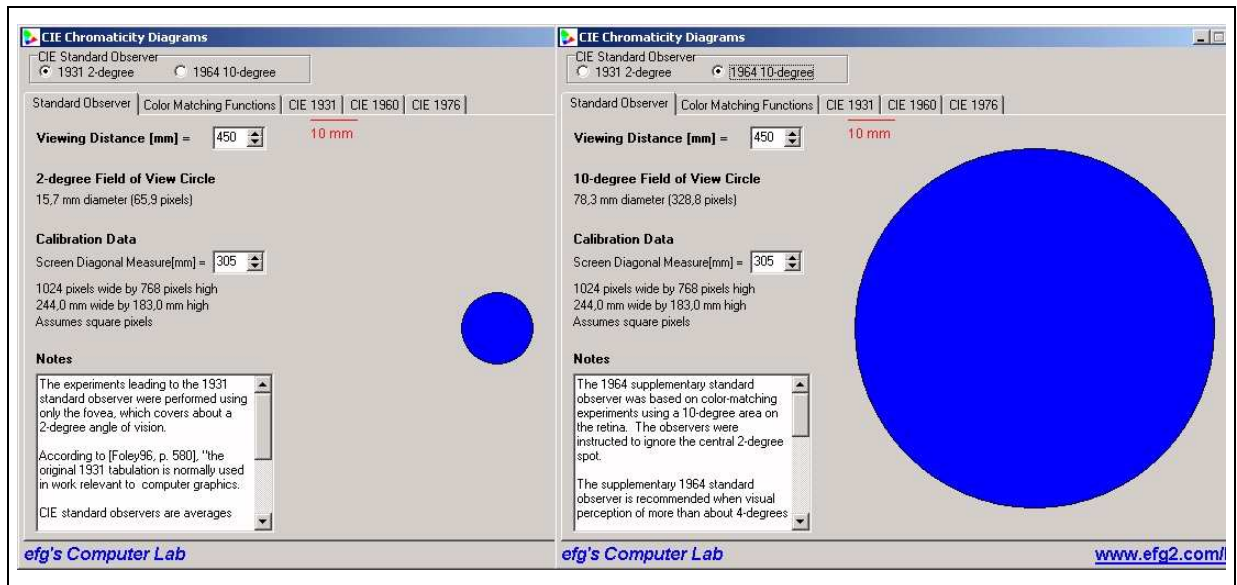 CIE Chromaticity Diagrams
CIE Standard Observer
1931 2-degree 1964 10-degree
Standard Observer Color Matching Functions CIE 1931 CIE 1960 CIE 1976
Viewing Distance [mm] = 450 10 mm
2-degree Field of View Circle
15,7 mm diameter (65,9 pixels)
Calibration Data
Screen Diagonal Measure[mm] = 305
1024 pixels wide by 768 pixels high
244,0 mm wide by 183,0 mm high
Assumes square pixels
Notes
The experiments leading to the 1931
standard observer were performed using
only the fovea, which covers about a
2-degree angle of vision.
According to [Foley96, p. 580], "the
original 1931 tabulation is normally used
in work relevant to computer graphics.
CIE standard observers are averages
efg's Computer Lab
CIE Chromaticity Diagrams
CIE Standard Observer
1931 2-degree 1964 10-degree
Standard Observer Color Matching Functions CIE 1931 CIE 1960 CIE 1976
Viewing Distance [mm] = 450 10 mm
10-degree Field of View Circle
78,3 mm diameter (328,8 pixels)
Calibration Data
Screen Diagonal Measure[mm] = 305
1024 pixels wide by 768 pixels high
244,0 mm wide by 183,0 mm high
Assumes square pixels
Notes
The 1964 supplementary standard
observer was based on color-matching
experiments using a 10-degree area on
the retina. The observers were
instructed to ignore the central 2-degree
spot.
The supplementary 1964 standard
observer is recommended when visual
perception of more than about 4-degrees
efg's Computer Lab www.efg2.com/